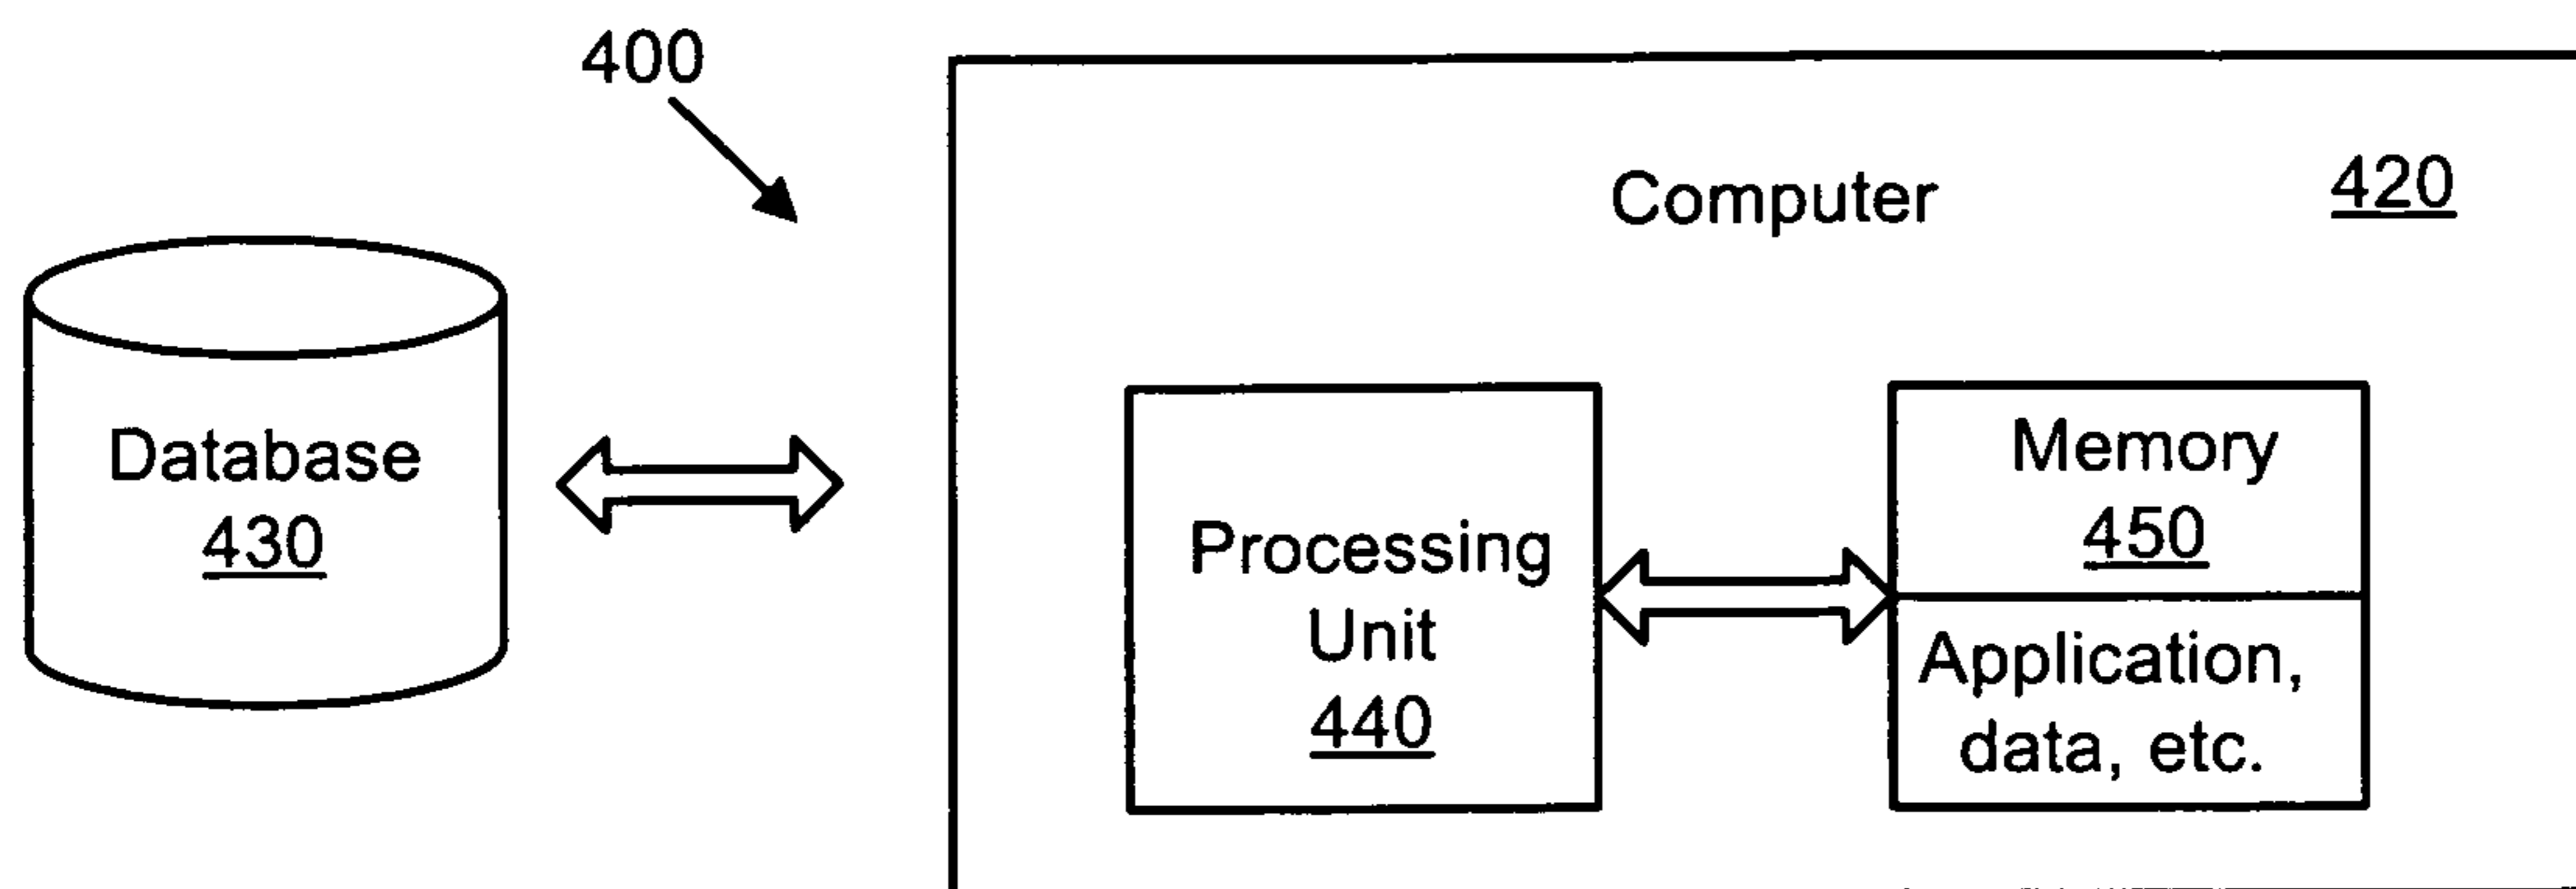 400
Computer
420
Database
430
Processing
Unit
440
Memory
450
Application,
data, etc.